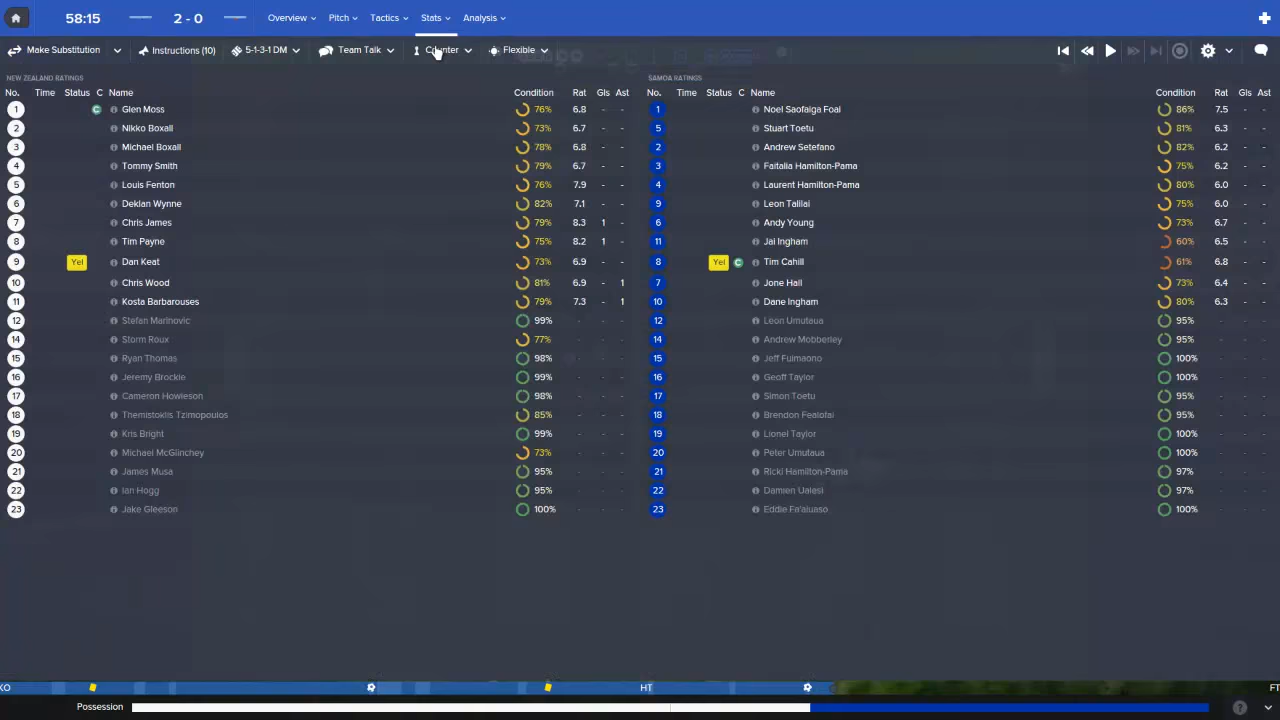 58:15 2 - 0 Overview Pitch Tactics Stats Analysis
Make Substitution Instructions (10) 5-1-3-1 DM Team Talk Counter Flexible
NEW ZEALAND RATINGS SAMOA RATINGS
No. Time Status C Name Condition Rat Gls Ast No. Time Status C Name Condition Rat Gls Ast
1 C Glen Moss 76% 6.8 - - 1 Noel Saofaiga Foai 86% 7.5 - -
2 Nikko Boxall 73% 6.7 - - 5 Stuart Toetu 81% 6.3 - -
3 Michael Boxall 78% 6.8 - - 2 Andrew Setefano 82% 6.2 - -
4 Tommy Smith 79% 6.7 - - 3 Faitalia Hamilton-Pama 75% 6.2 - -
5 Louis Fenton 76% 7.9 - - 4 Laurent Hamilton-Pama 80% 6.0 - -
6 Deklan Wynne 82% 7.1 - - 9 Leon Taillai 75% 6.0 - -
7 Chris James 79% 8.3 1 - 6 Andy Young 73% 6.7 - -
8 Tim Payne 75% 8.2 1 - 11 Jai Ingham 60% 6.5 - -
9 Yel Dan Keat 73% 6.9 - - 8 Yel C Tim Cahill 61% 6.8 - -
10 Chris Wood 81% 6.9 - 1 7 Jone Hall 73% 6.4 - -
11 Kosta Barbarouses 79% 7.3 - 1 10 Dane Ingham 80% 6.3 - -
12 Stefan Marinovic 99% - - - 12 Leon Umutaua 95% - - -
14 Storm Roux 77% - - - 14 Andrew Mobberley 95% - - -
15 Ryan Thomas 98% - - - 15 Jeff Fuimaono 100% - - -
16 Jeremy Brockie 99% - - - 16 Geoff Taylor 100% - - -
17 Cameron Howieson 98% - - - 17 Simon Toetu 95% - - -
18 Themistoklis Tzimopoulos 85% - - - 18 Brendon Fealofai 95% - - -
19 Kris Bright 99% - - - 19 Lionel Taylor 100% - - -
20 Michael McGlinchey 73% - - - 20 Peter Umutaua 100% - - -
21 James Musa 95% - - - 21 Ricki Hamilton-Pama 97% - - -
22 Ian Hogg 95% - - - 22 Damien Ualesi 97% - - -
23 Jake Gleeson 100% - - - 23 Eddie Fa'aluaso 100% - - -
KO HT FT
Possession ?